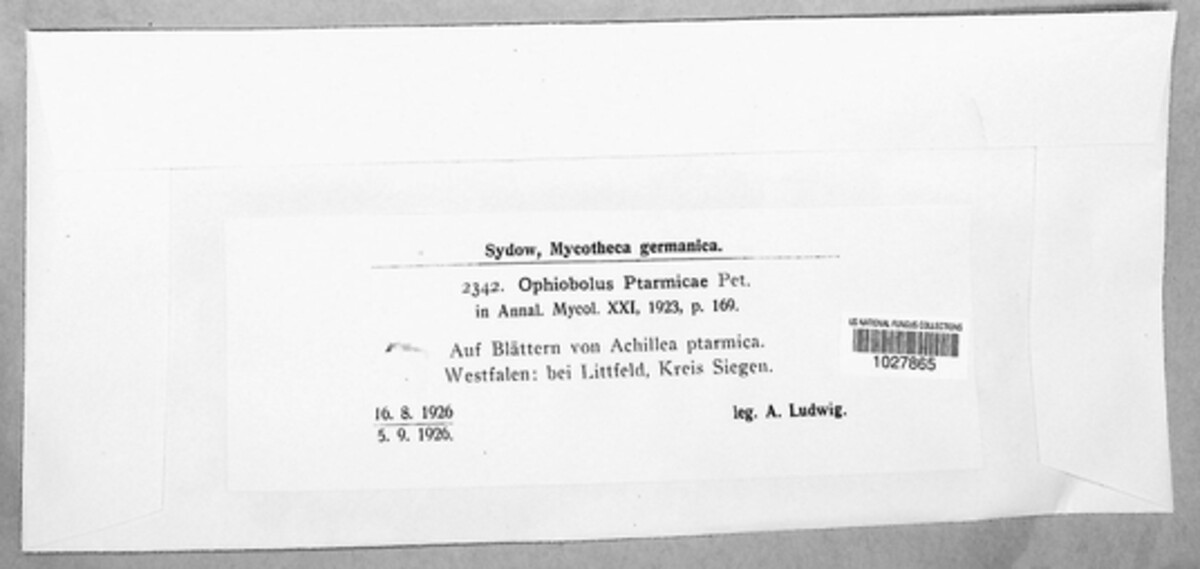 Sydow, Mycotheca germanica.
2342. Ophiobolus Ptarmicae Pet.
in Annal. Mycol. XXI, 1923, p. 169.
Auf Blättern von Achillea ptarmica.
Westfalen: bei Littfeld, Kreis Siegen.
16. 8. 1926
5. 9. 1926.
leg. A. Ludwig.
US NATIONAL FUNGUS COLLECTIONS
1027865